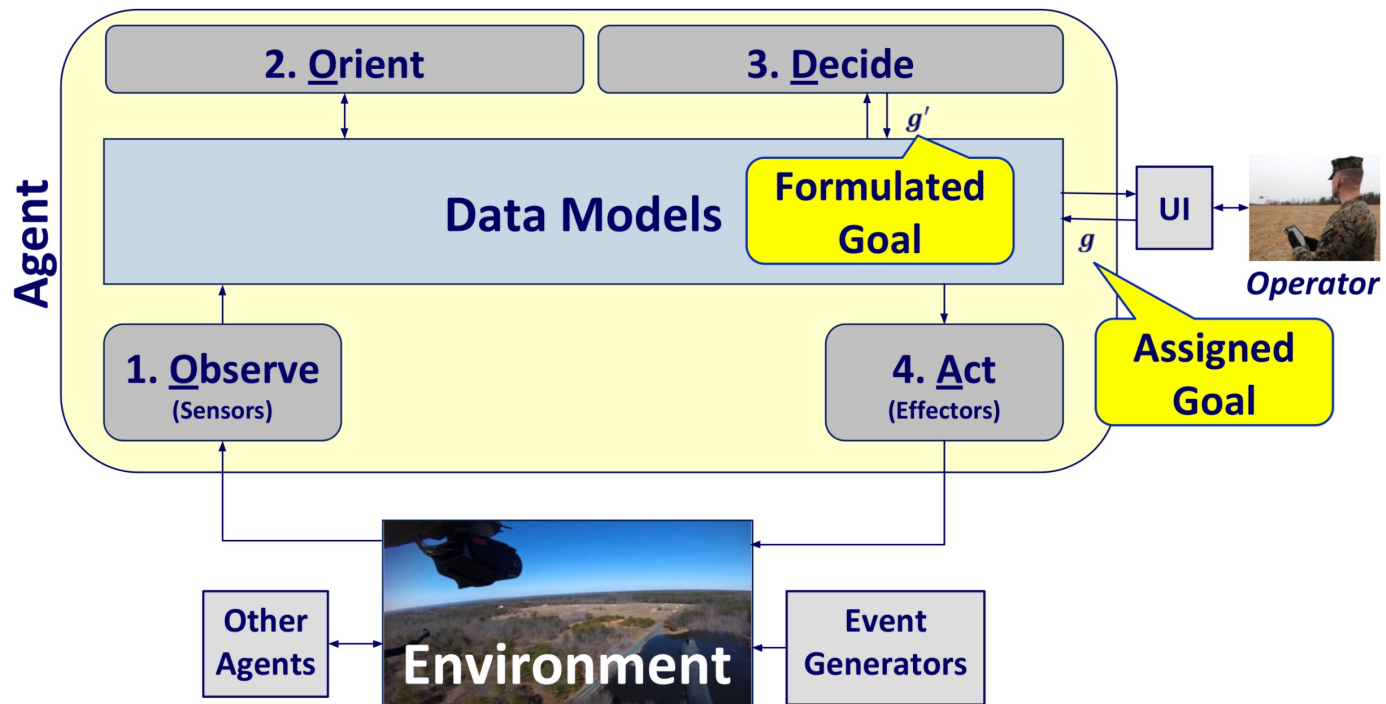 2. Orient
3. Decide
g′
Agent
Data Models
Formulated
Goal
UI
g
Operator
1. Observe
(Sensors)
4. Act
(Effectors)
Assigned
Goal
Other
Agents
Environment
Event
Generators